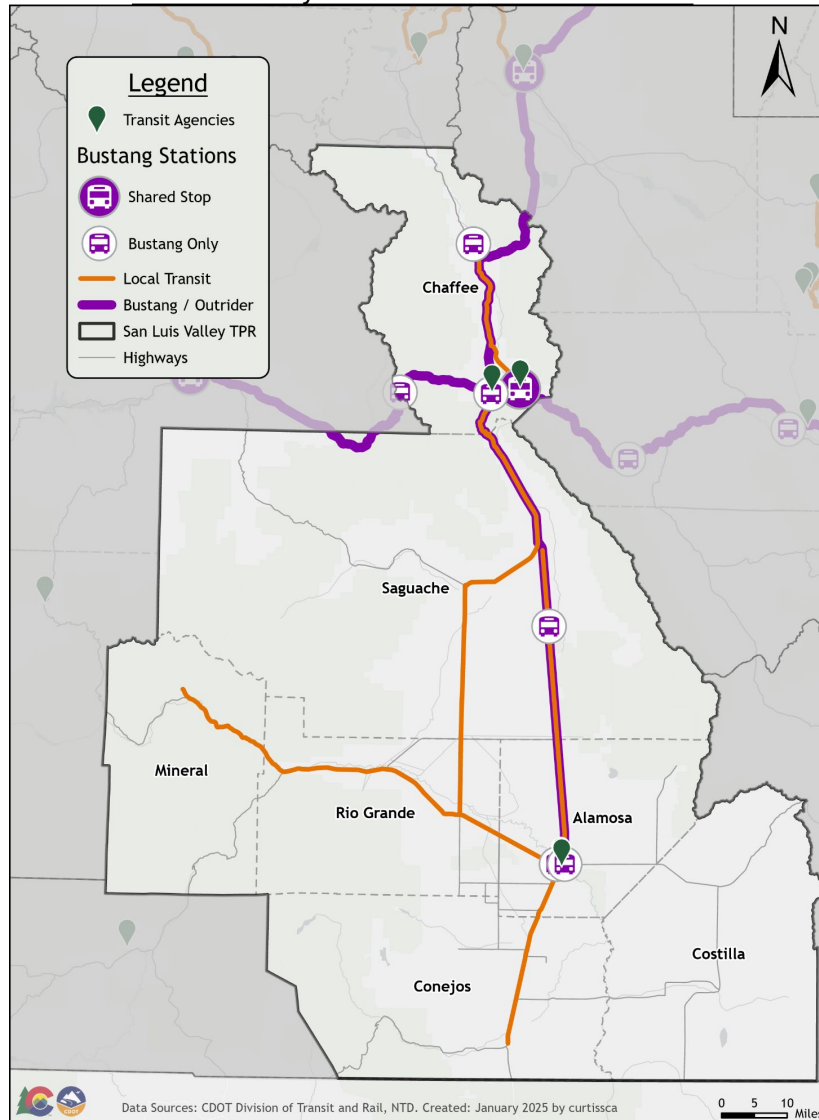 N
Legend
Transit Agencies
Bustang Stations
Shared Stop
Bustang Only
Local Transit
Bustang / Outrider
San Luis Valley TPR
Highways
Chaffee
Saguache
Mineral
Rio Grande
Alamosa
Costilla
Conejos
CDOT
Data Sources: CDOT Division of Transit and Rail, NTD. Created: January 2025 by curtissca
0 5 10
Miles